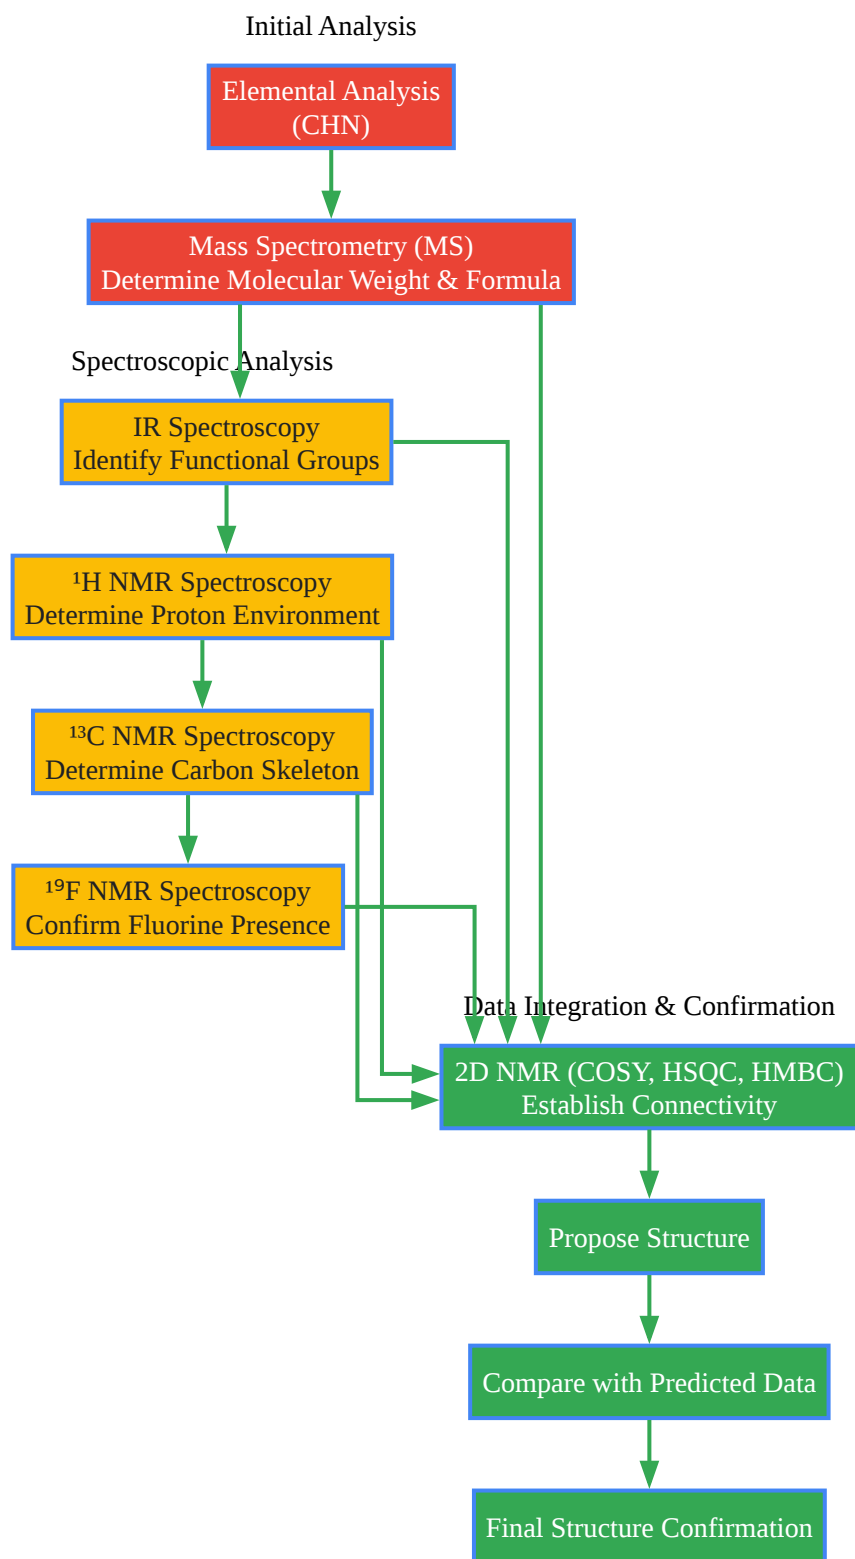 Initial Analysis
Elemental Analysis
(CHN)
Mass Spectrometry (MS)
Determine Molecular Weight & Formula
Spectroscopic Analysis
IR Spectroscopy
Identify Functional Groups
¹H NMR Spectroscopy
Determine Proton Environment
¹³C NMR Spectroscopy
Determine Carbon Skeleton
¹⁹F NMR Spectroscopy
Confirm Fluorine Presence
Data Integration & Confirmation
2D NMR (COSY, HSQC, HMBC)
Establish Connectivity
Propose Structure
Compare with Predicted Data
Final Structure Confirmation